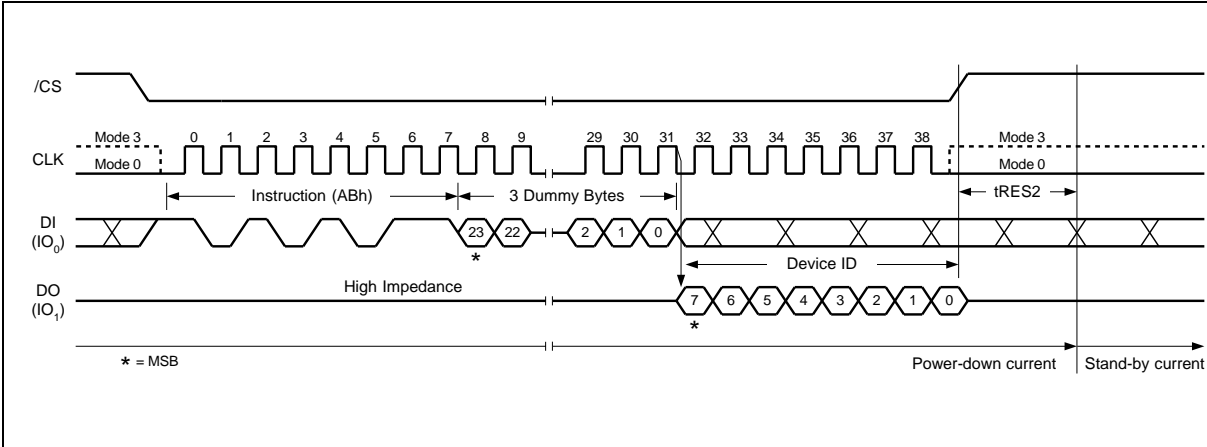 /CS
Mode 3 0 1 2 3 4 5 6 7 8 9 29 30 31 32 33 34 35 36 37 38 Mode 3
CLK
Mode 0 Mode 0
Instruction (ABh) 3 Dummy Bytes tRES2
DI
(IO0)
23 22 2 1 0
*
Device ID
High Impedance
DO
(IO1)
7 6 5 4 3 2 1 0
*
* = MSB
Power-down current Stand-by current